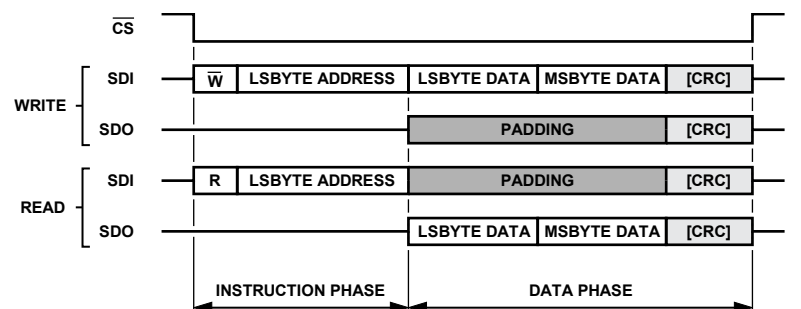 C̅S̅
SDI W̅ LSBYTE ADDRESS LSBYTE DATA MSBYTE DATA [CRC]
WRITE
SDO PADDING [CRC]
SDI R LSBYTE ADDRESS PADDING [CRC]
READ
SDO LSBYTE DATA MSBYTE DATA [CRC]
INSTRUCTION PHASE DATA PHASE